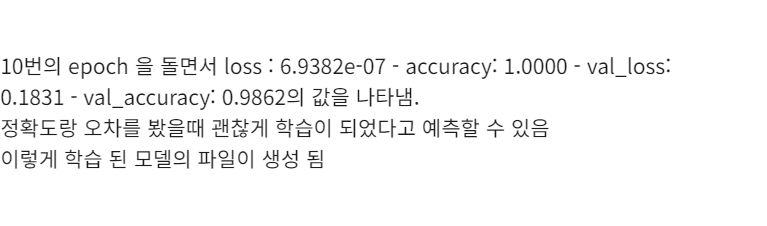 10번의 epoch 을 돌면서 loss : 6.9382e-07 - accuracy: 1.0000 - val_loss:
0.1831 - val_accuracy: 0.9862의 값을 나타냄.
정확도랑 오차를 봤을때 괜찮게 학습이 되었다고 예측할 수 있음
이렇게 학습 된 모델의 파일이 생성 됨